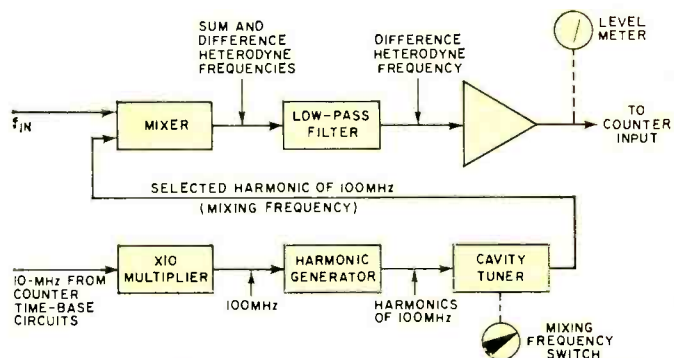 SUM AND
DIFFERENCE
HETERODYNE
FREQUENCIES
DIFFERENCE
HETERODYNE
FREQUENCY
LEVEL
METER
fIN
MIXER
LOW-PASS
FILTER
TO
COUNTER
INPUT
SELECTED HARMONIC OF 100MHz
(MIXING FREQUENCY)
10-MHz FROM
COUNTER
TIME-BASE
CIRCUITS
X10
MULTIPLIER
100MHz
HARMONIC
GENERATOR
HARMONICS
OF 100MHz
CAVITY
TUNER
MIXING
FREQUENCY
SWITCH